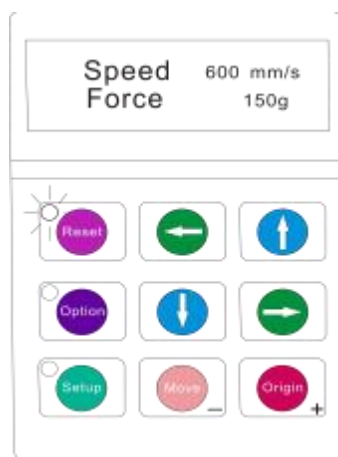 Speed 600 mm/s
Force 150g
Reset
Option
Setup Move – Origin +